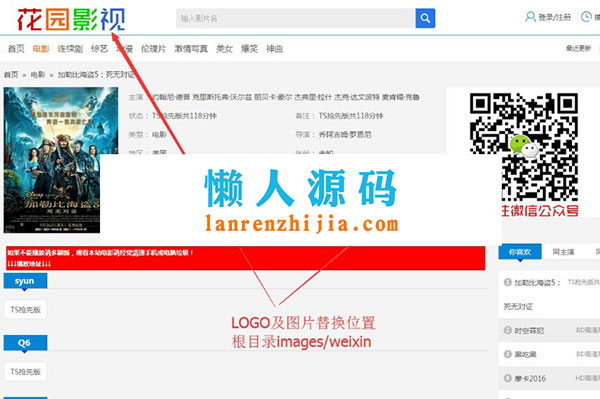 花园影视
输入影片名
登录/注册
首页 电影 连续剧 综艺 动漫 伦理片 激情写真 美女 爆笑 神曲
最近更新
首页 » 电影 » 加勒比海盗5：死无对证
主演：约翰尼·德普 克里斯托弗·沃尔兹 丽贝卡·豪尔 杰弗里·拉什 杰克·达文波特 麦肯锡·克鲁
状态：TS抢先版共118分钟
备注：TS抢先版共118分钟
类型：电影
导演：乔阿吉姆·罗恩尼
地区：美国
懒人源码
lanrenzhijia.com
加勒比海盗5
死无对证
注微信公众号
如果不能播放请多刷新，观看本站电影请经常清理手机或电脑垃圾！
↓↓↓播放地址↓↓↓
syun
TS抢先版
Q6
TS抢先版
LOGO及图片替换位置
根目录images/weixin
你喜欢 网主演 网
1 加勒比海盗5： TS抢先版共
死无对证
2 时空罪犯 BD高清
3 黑吃黑 BD高清
4 摩卡2016 HD高清